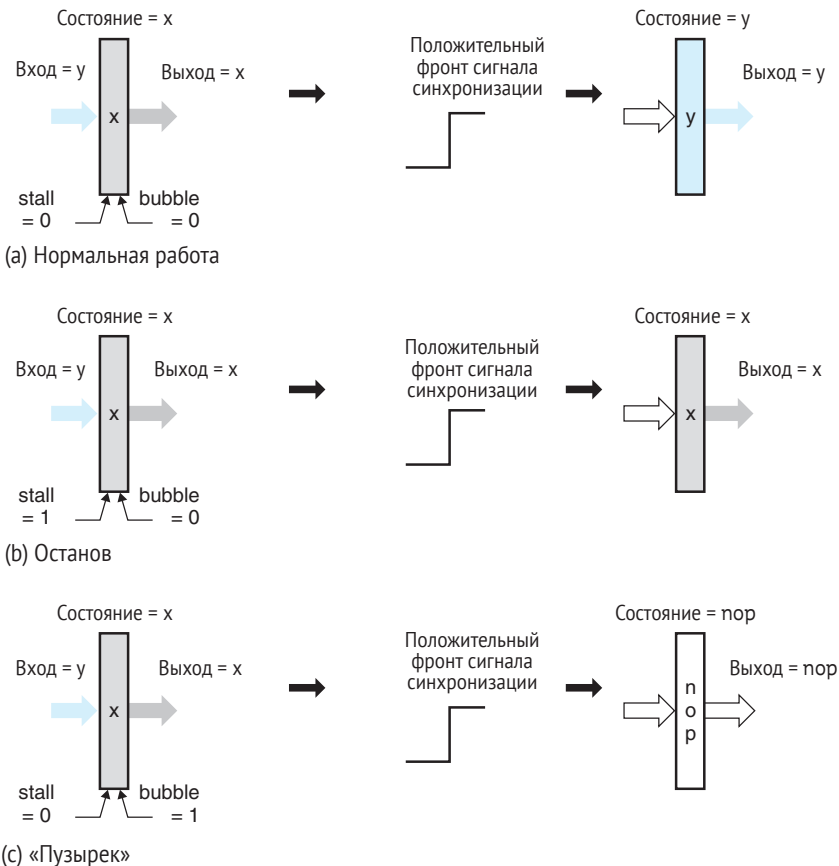 Состояние = x
Вход = y
Выход = x
x
stall
= 0
bubble
= 0
Положительный
фронт сигнала
синхронизации
Состояние = y
Выход = y
y
(a) Нормальная работа
Состояние = x
Вход = y
Выход = x
x
stall
= 1
bubble
= 0
Положительный
фронт сигнала
синхронизации
Состояние = x
Выход = x
x
(b) Останов
Состояние = x
Вход = y
Выход = x
x
stall
= 0
bubble
= 1
Положительный
фронт сигнала
синхронизации
Состояние = nop
Выход = nop
n
o
p
(c) «Пузырек»